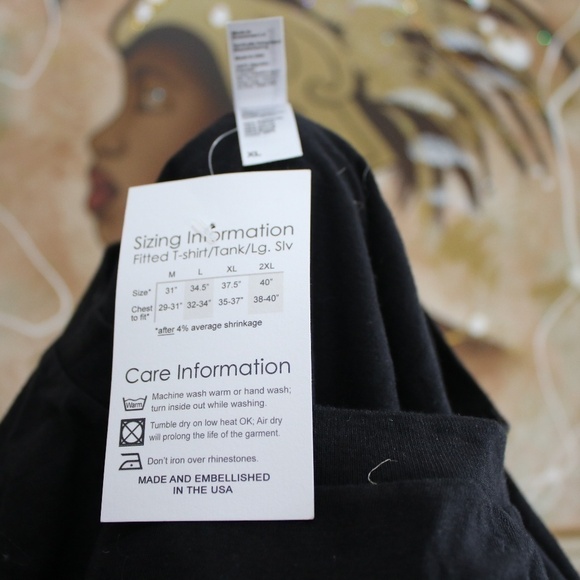 XL
Sizing Information
Fitted T-shirt/Tank/Lg. Slv
M L XL 2XL
Size* 31" 34.5" 37.5" 40"
Chest to fit* 29-31" 32-34" 35-37" 38-40"
*after 4% average shrinkage
Care Information
Warm
Machine wash warm or hand wash;
turn inside out while washing.
Tumble dry on low heat OK; Air dry
will prolong the life of the garment.
Don't iron over rhinestones.
MADE AND EMBELLISHED
IN THE USA